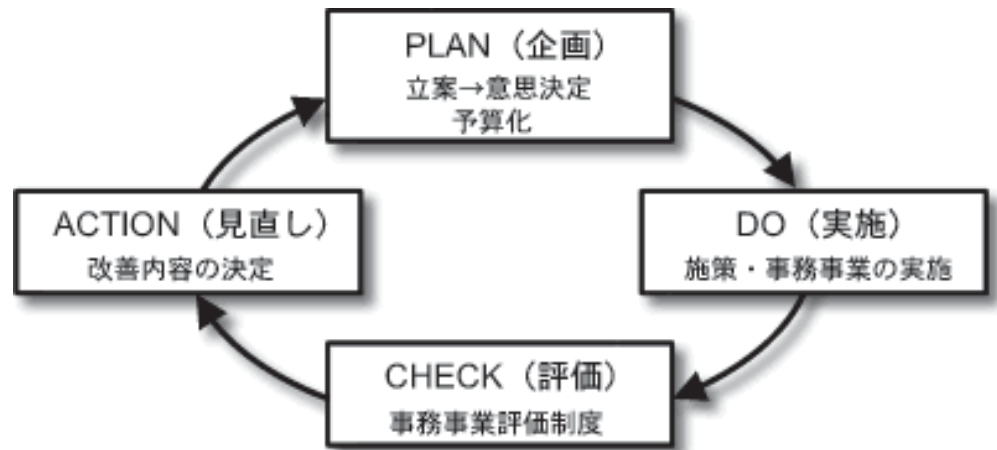 PLAN（企画）
立案→意思決定
予算化
ACTION（見直し）
改善内容の決定
DO（実施）
施策・事務事業の実施
CHECK（評価）
事務事業評価制度